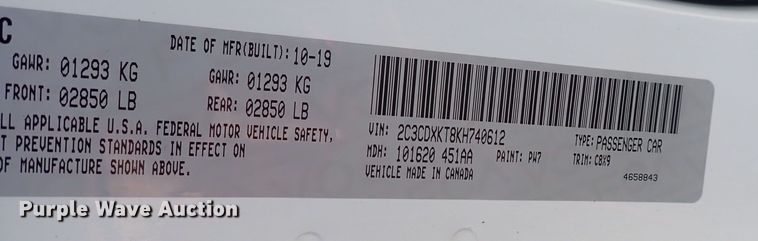 C
DATE OF MFR(BUILT): 10-19
GAWR: 01293 KG GAWR: 01293 KG
FRONT: 02850 LB REAR: 02850 LB
LL APPLICABLE U.S.A. FEDERAL MOTOR VEHICLE SAFETY,
T PREVENTION STANDARDS IN EFFECT ON
OF MANUFACTURE SHOWN ABOVE.
VIN: 2C3CDXKT8KH740612 TYPE: PASSENGER CAR
MDH: 101620 451AA PAINT: PW7 TRIM: C8X9
VEHICLE MADE IN CANADA 4658843
Purple Wave Auction